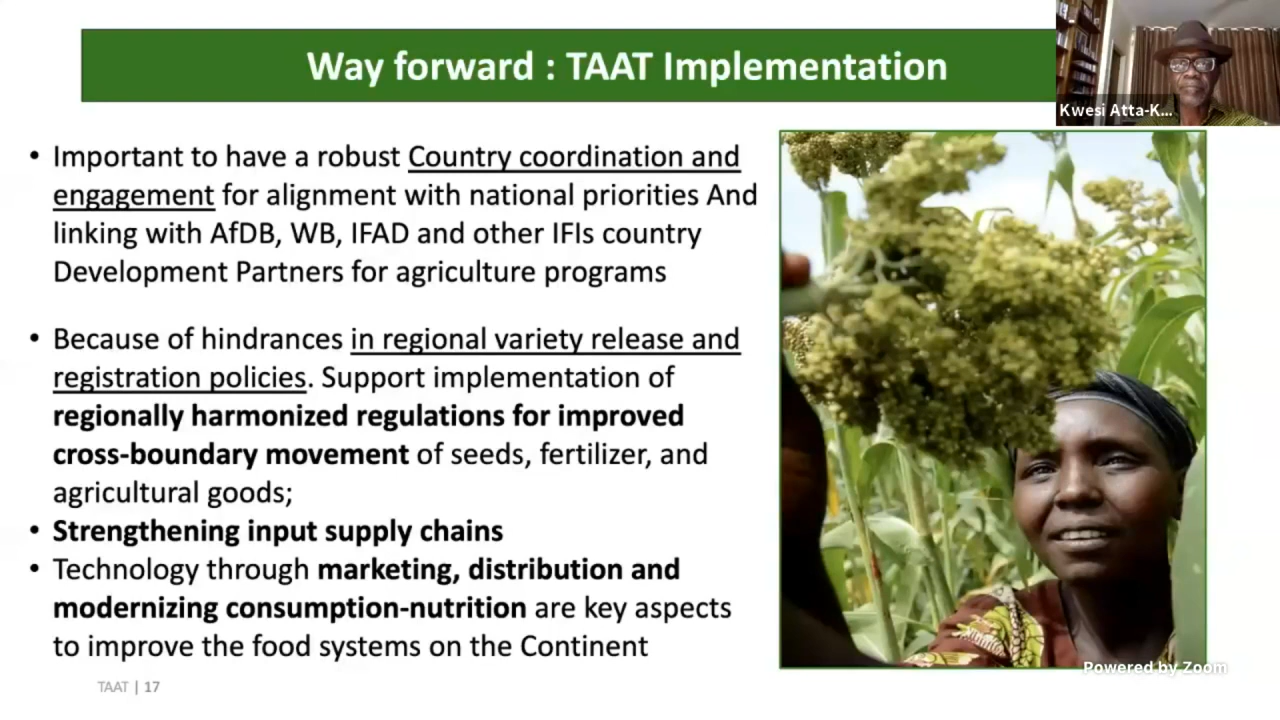 Way forward : TAAT Implementation
Kwesi Atta-K...
• Important to have a robust Country coordination and
engagement for alignment with national priorities And
linking with AfDB, WB, IFAD and other IFIs country
Development Partners for agriculture programs
• Because of hindrances in regional variety release and
registration policies. Support implementation of
regionally harmonized regulations for improved
cross-boundary movement of seeds, fertilizer, and
agricultural goods;
• Strengthening input supply chains
• Technology through marketing, distribution and
modernizing consumption-nutrition are key aspects
to improve the food systems on the Continent
TAAT | 17
Powered by Zoom